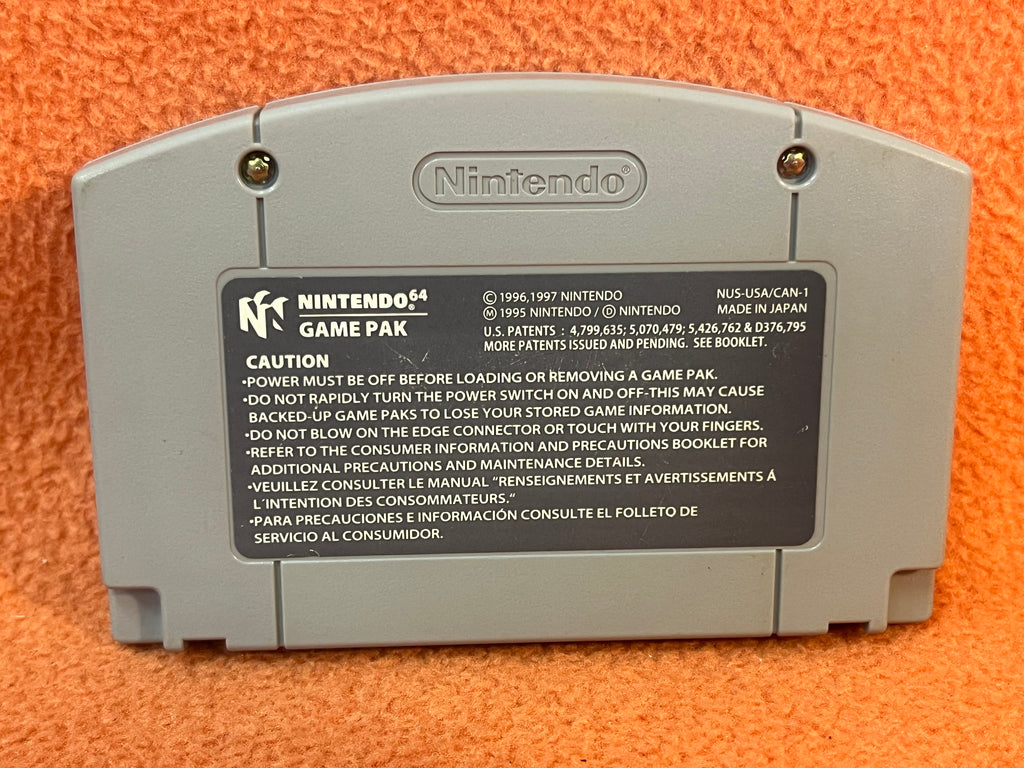 Nintendo®
NINTENDO®64
GAME PAK
© 1996,1997 NINTENDO
Ⓜ 1995 NINTENDO / Ⓓ NINTENDO
NUS-USA/CAN-1
MADE IN JAPAN
U.S. PATENTS : 4,799,635; 5,070,479; 5,426,762 & D376,795
MORE PATENTS ISSUED AND PENDING. SEE BOOKLET.
CAUTION
•POWER MUST BE OFF BEFORE LOADING OR REMOVING A GAME PAK.
•DO NOT RAPIDLY TURN THE POWER SWITCH ON AND OFF-THIS MAY CAUSE
BACKED-UP GAME PAKS TO LOSE YOUR STORED GAME INFORMATION.
•DO NOT BLOW ON THE EDGE CONNECTOR OR TOUCH WITH YOUR FINGERS.
•REFER TO THE CONSUMER INFORMATION AND PRECAUTIONS BOOKLET FOR
ADDITIONAL PRECAUTIONS AND MAINTENANCE DETAILS.
•VEUILLEZ CONSULTER LE MANUAL “RENSEIGNEMENTS ET AVERTISSEMENTS Á
L'INTENTION DES CONSOMMATEURS.“
•PARA PRECAUCIONES E INFORMACIÓN CONSULTE EL FOLLETO DE
SERVICIO AL CONSUMIDOR.